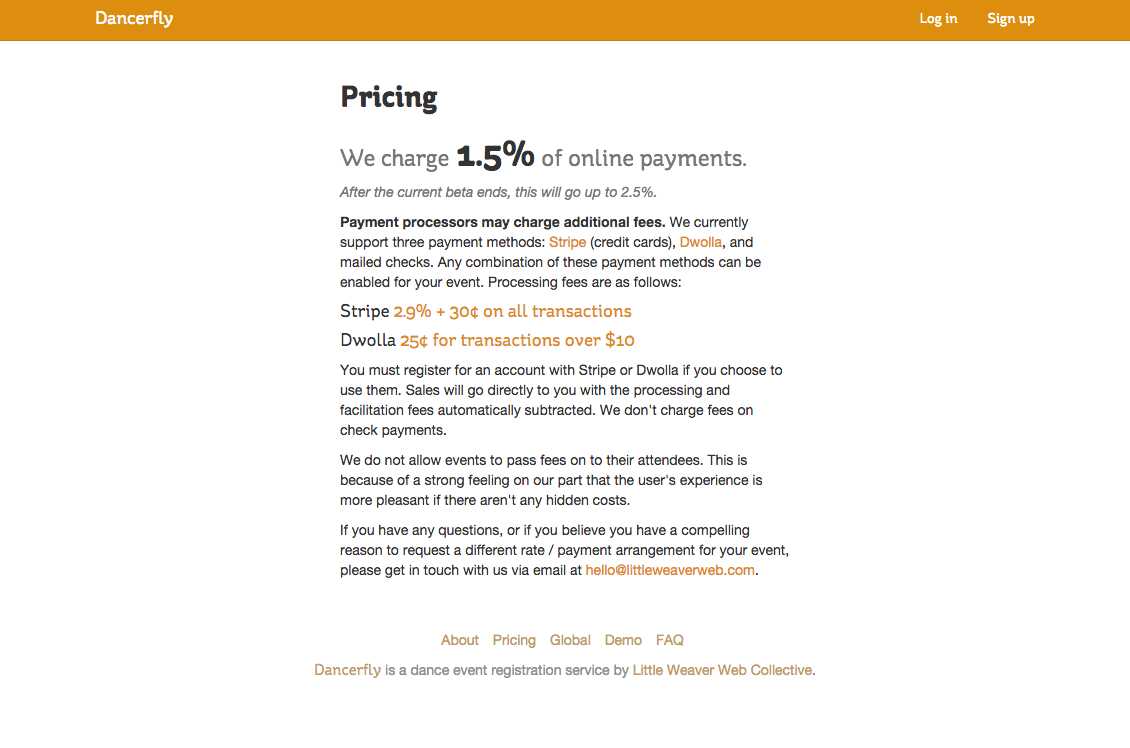 Dancerfly Log in Sign up
Pricing
We charge 1.5% of online payments.
After the current beta ends, this will go up to 2.5%.
Payment processors may charge additional fees. We currently
support three payment methods: Stripe (credit cards), Dwolla, and
mailed checks. Any combination of these payment methods can be
enabled for your event. Processing fees are as follows:
Stripe 2.9% + 30¢ on all transactions
Dwolla 25¢ for transactions over $10
You must register for an account with Stripe or Dwolla if you choose to
use them. Sales will go directly to you with the processing and
facilitation fees automatically subtracted. We don't charge fees on
check payments.
We do not allow events to pass fees on to their attendees. This is
because of a strong feeling on our part that the user's experience is
more pleasant if there aren't any hidden costs.
If you have any questions, or if you believe you have a compelling
reason to request a different rate / payment arrangement for your event,
please get in touch with us via email at hello@littleweaverweb.com.
About Pricing Global Demo FAQ
Dancerfly is a dance event registration service by Little Weaver Web Collective.